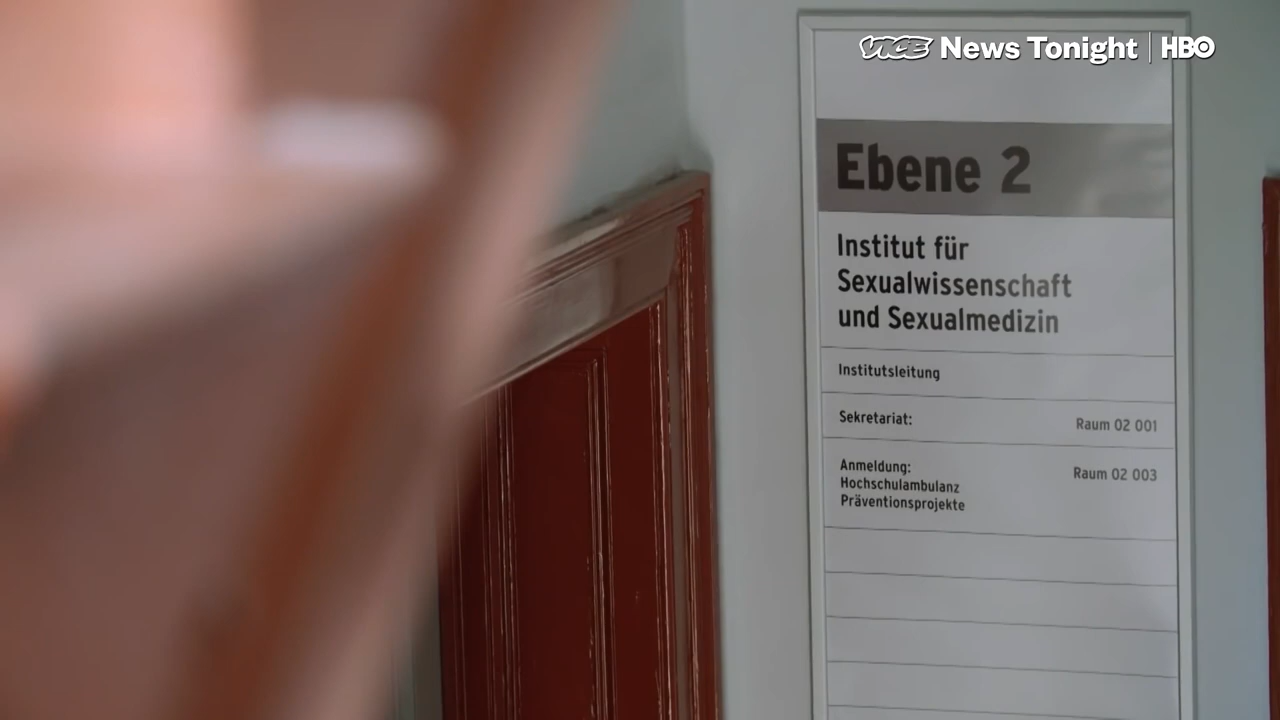 VICE News Tonight | HBO
Ebene 2
Institut für
Sexualwissenschaft
und Sexualmedizin
Institutsleitung
Sekretariat: Raum 02 001
Anmeldung: Raum 02 003
Hochschulambulanz
Präventionsprojekte